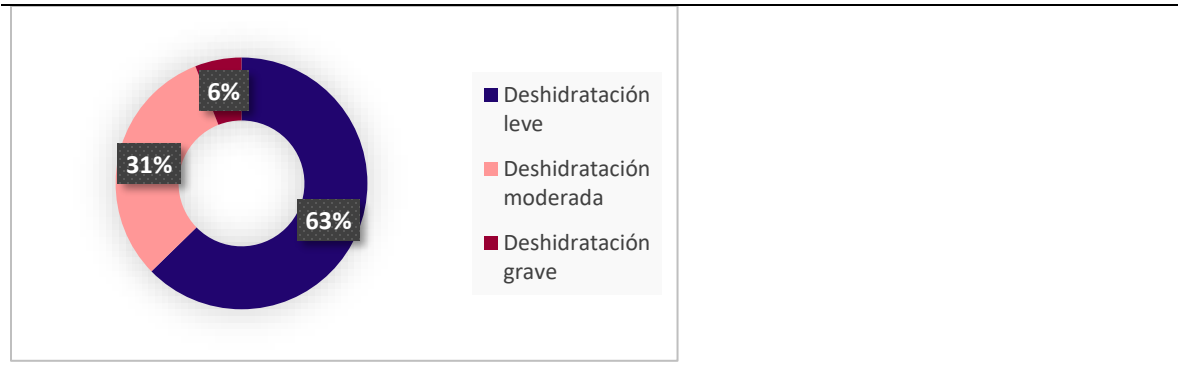 6%
31%
63%
Deshidratación
leve
Deshidratación
moderada
Deshidratación
grave